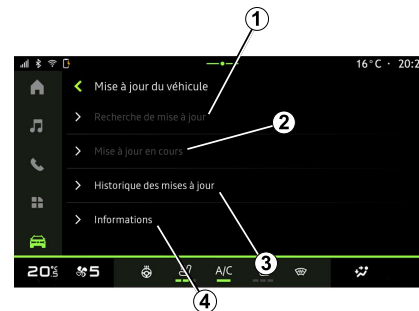 1
16°C · 20:2
Mise à jour du véhicule
Recherche de mise à jour
2
Mise à jour en cours
Historique des mises à jour
Informations
20.5°C 5 A/C
3
4